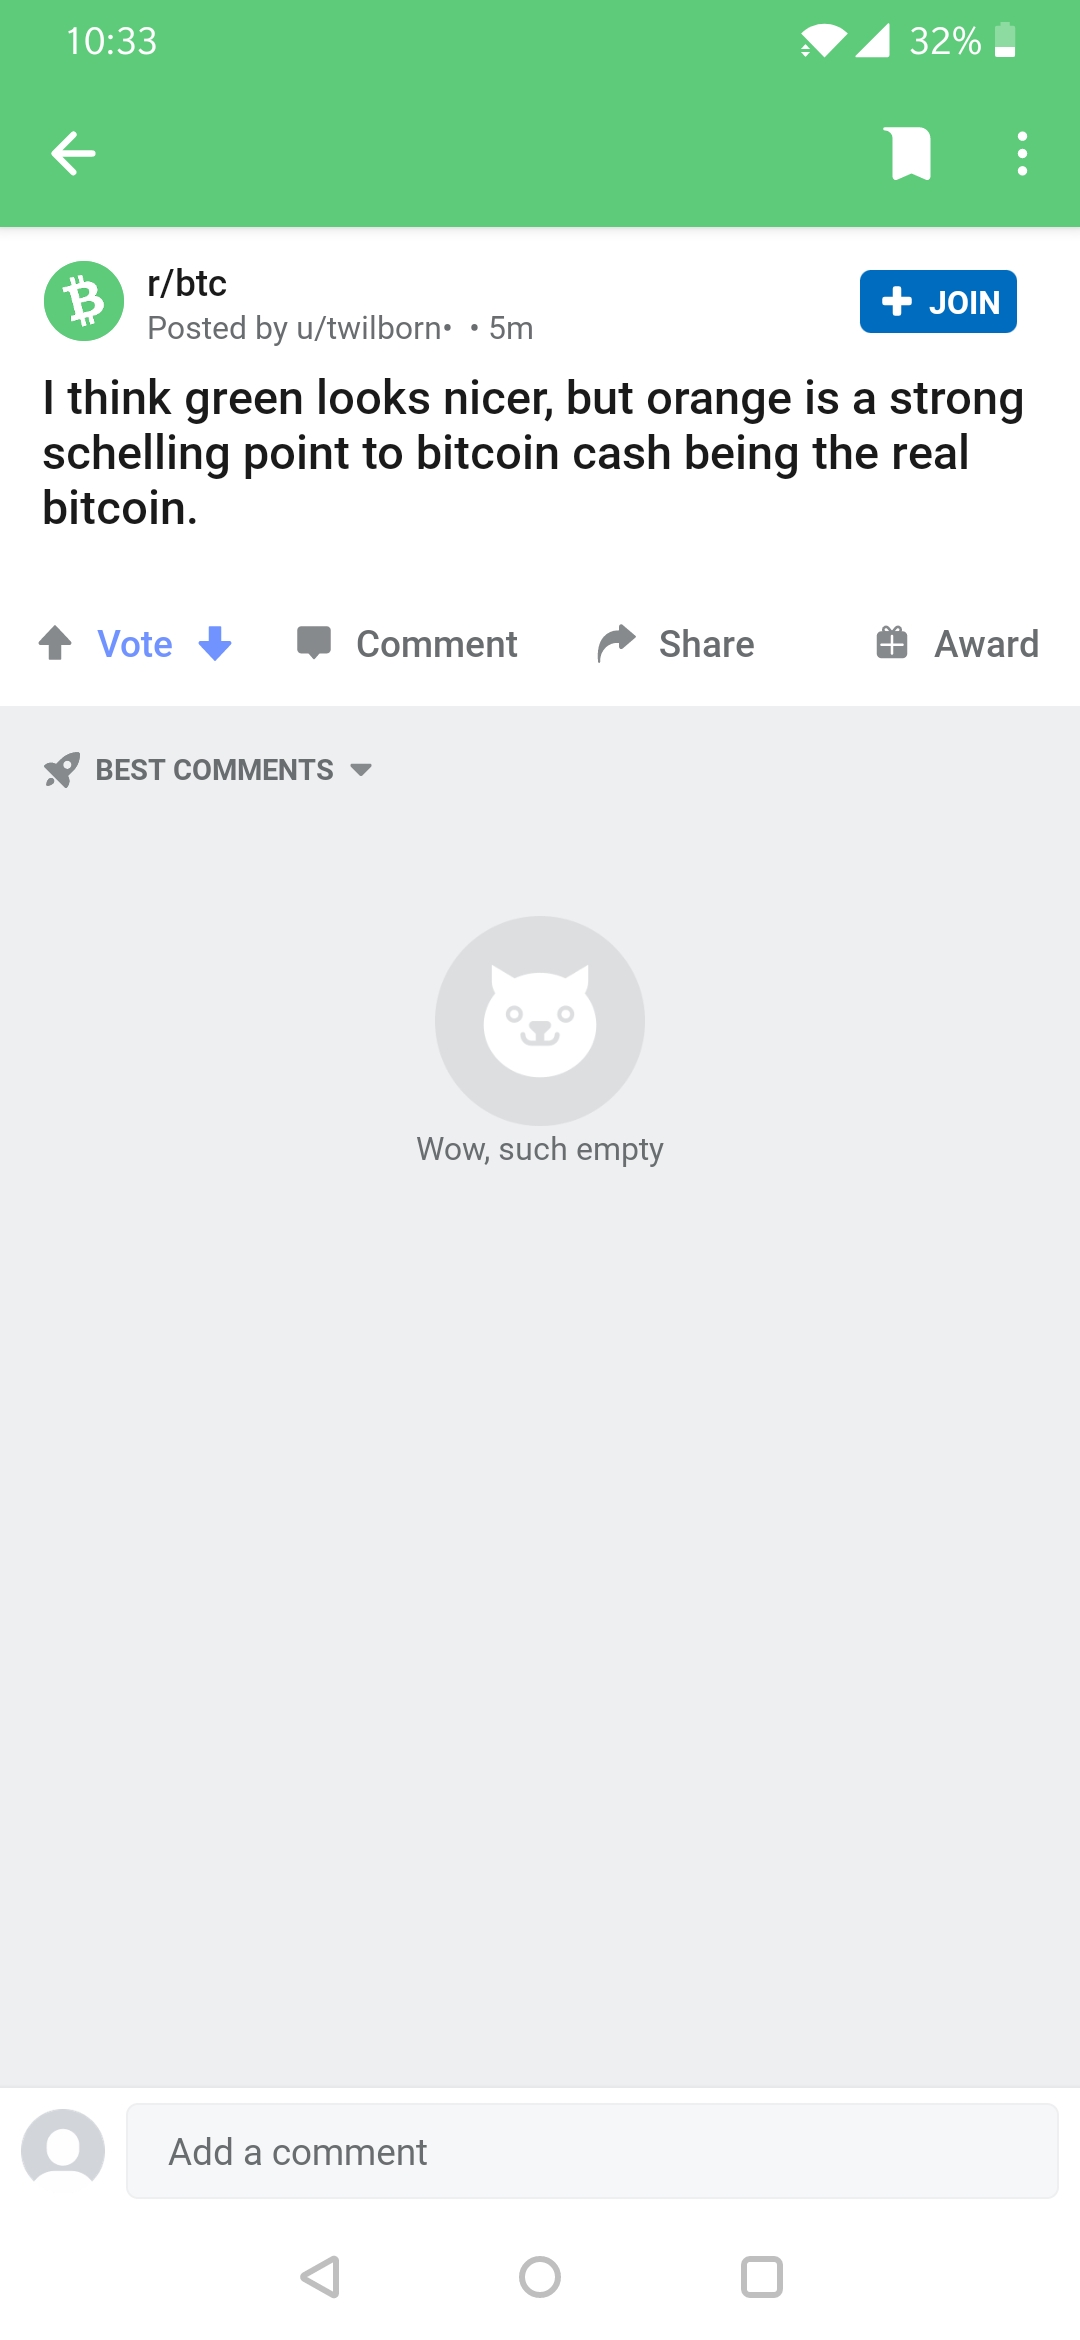 10:33
32%
r/btc
Posted by u/twilborn• • 5m
+ JOIN
I think green looks nicer, but orange is a strong
schelling point to bitcoin cash being the real
bitcoin.
Vote Comment Share Award
BEST COMMENTS
Wow, such empty
Add a comment